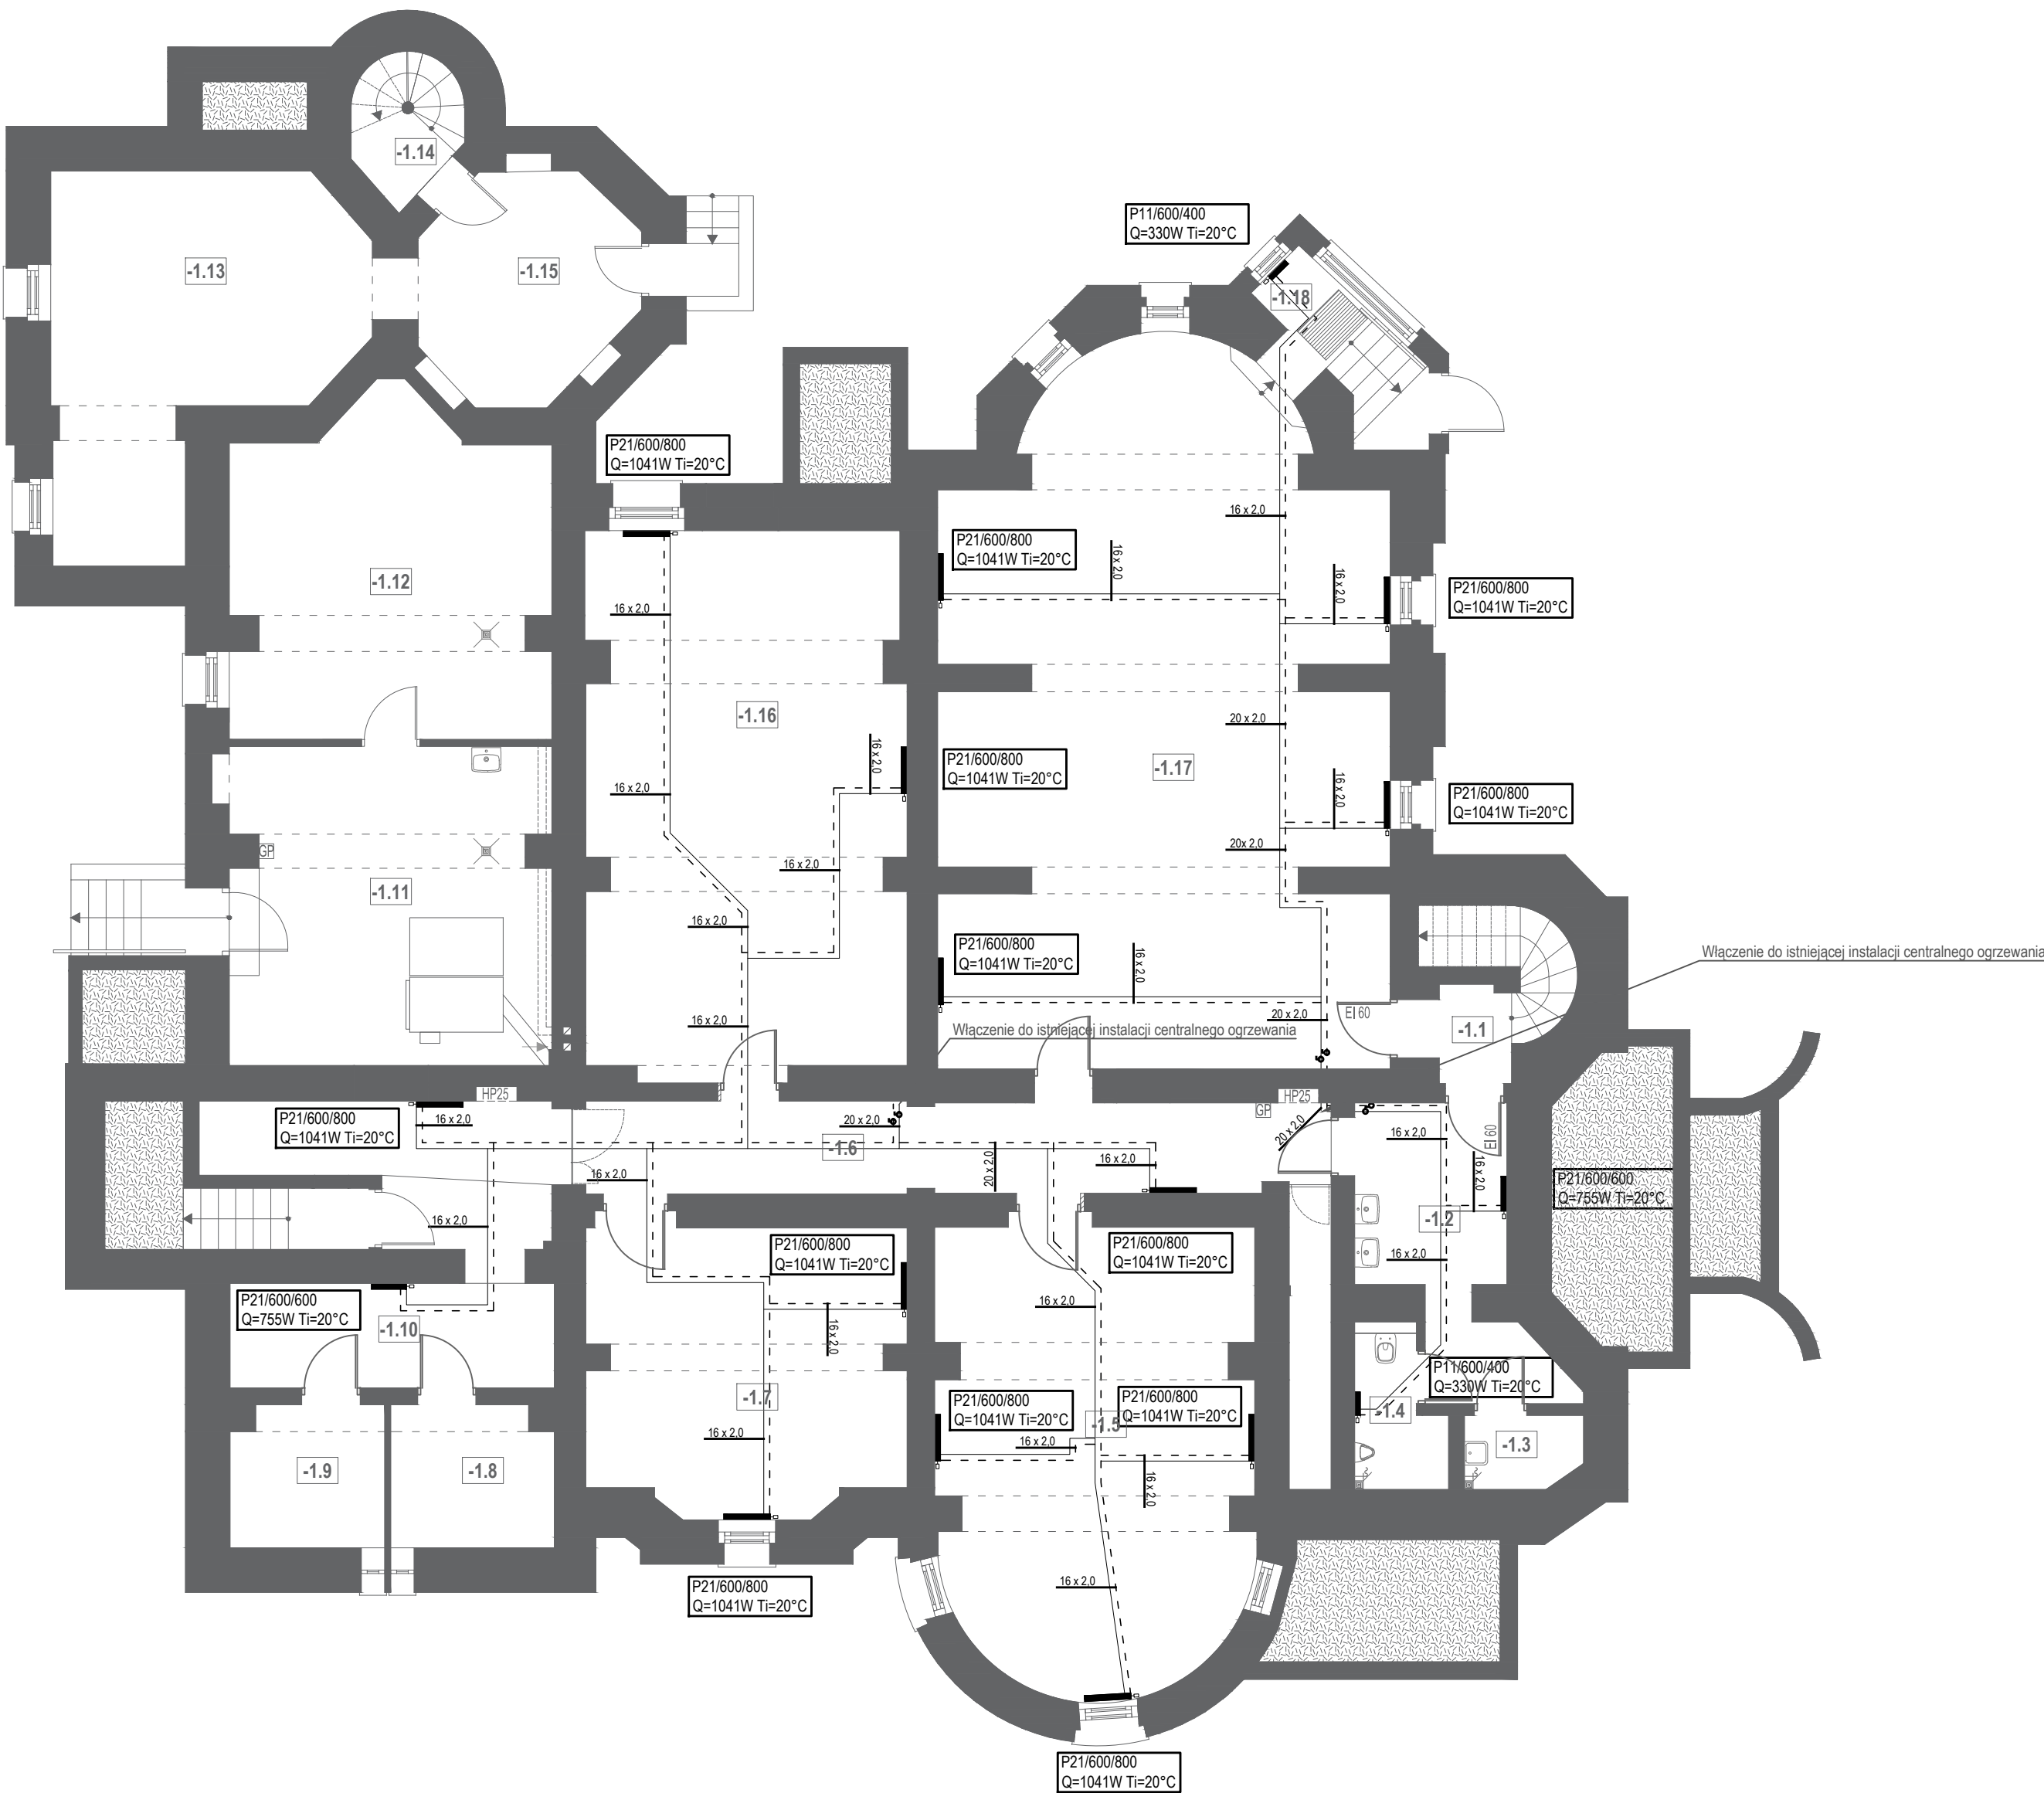 -1.14
P11/600/400
Q=330W Ti=20°C
-1.13
-1.15
-1.18
P21/600/800
Q=1041W Ti=20°C
16 x 2,0
P21/600/800
Q=1041W Ti=20°C
16 x 2,0
16 x 2,0
P21/600/800
Q=1041W Ti=20°C
-1.12
16 x 2,0
-1.16
20 x 2,0
16 x 2,0
P21/600/800
Q=1041W Ti=20°C
-1.17
16 x 2,0
16 x 2,0
P21/600/800
Q=1041W Ti=20°C
GP
16 x 2,0
20x 2,0
-1.11
16 x 2,0
P21/600/800
Q=1041W Ti=20°C
16 x 2,0
Włączenie do istniejącej instalacji centralnego ogrzewania
16 x 2,0
Włączenie do istniejącej instalacji centralnego ogrzewania
20 x 2,0
EI 60
-1.1
HP25
HP25
P21/600/800
Q=1041W Ti=20°C
16 x 2,0
20 x 2,0
GP
20 x 2,0
16 x 2,0
EI 60
-1.6
16 x 2,0
20 x 2,0
16 x 2,0
16 x 2,0
P21/600/600
Q=755W Ti=20°C
16 x 2,0
-1.2
P21/600/800
Q=1041W Ti=20°C
P21/600/800
Q=1041W Ti=20°C
16 x 2,0
P21/600/600
Q=755W Ti=20°C
-1.10
16 x 2,0
16 x 2,0
P11/600/400
Q=330W Ti=20°C
-1.7
P21/600/800
Q=1041W Ti=20°C
P21/600/800
Q=1041W Ti=20°C
-1.5
-1.4
16 x 2,0
16 x 2,0
-1.3
-1.9
-1.8
16 x 2,0
16 x 2,0
P21/600/800
Q=1041W Ti=20°C
P21/600/800
Q=1041W Ti=20°C